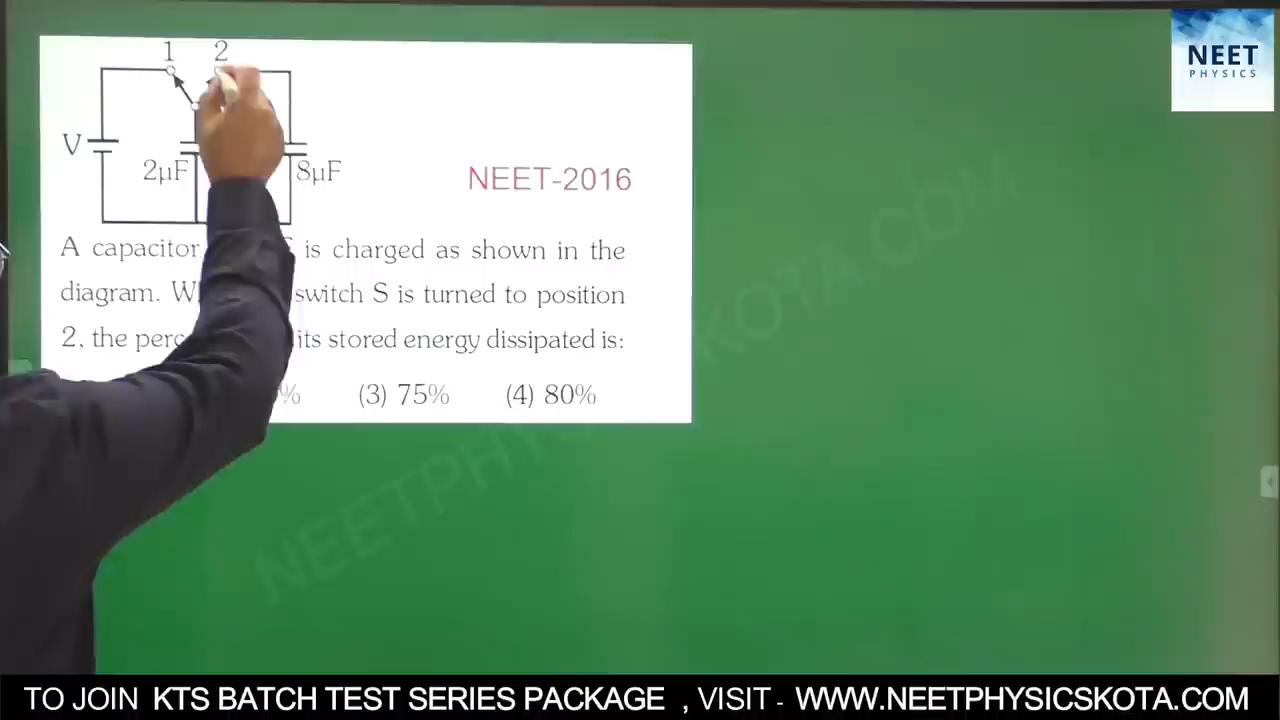 NEET
PHYSICS
1 2
V
2μF
8μF
NEET-2016
A capacitor is charged as shown in the
diagram. switch S is turned to position
2, the its stored energy dissipated is:
(3) 75% (4) 80%
NEETPHYSICSKOTA.COM
TO JOIN KTS BATCH TEST SERIES PACKAGE , VISIT - WWW.NEETPHYSICSKOTA.COM